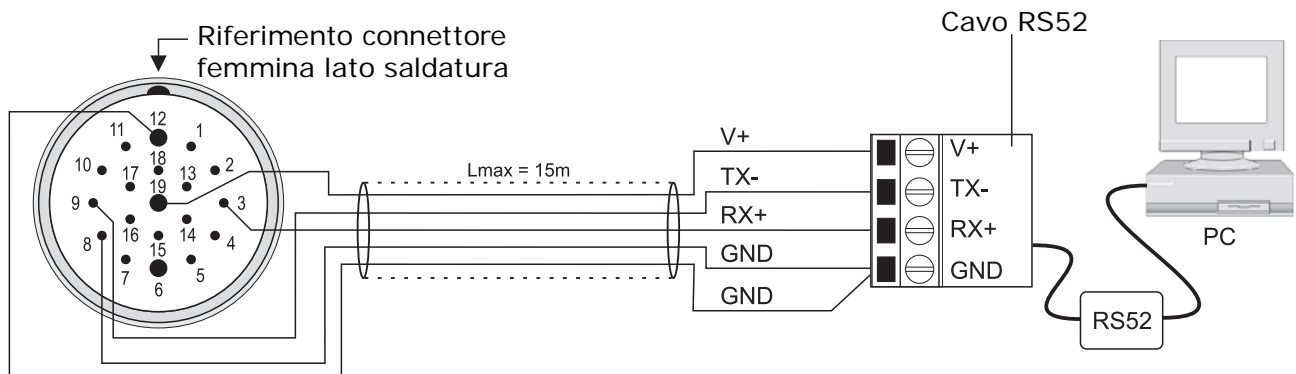 Riferimento connettore
femmina lato saldatura
Cavo RS52
12
11
1
10
18
2
17
13
19
9
3
8
16
14
4
15
7
5
6
Lmax = 15m
V+
TX-
RX+
GND
GND
V+
TX-
RX+
GND
PC
RS52